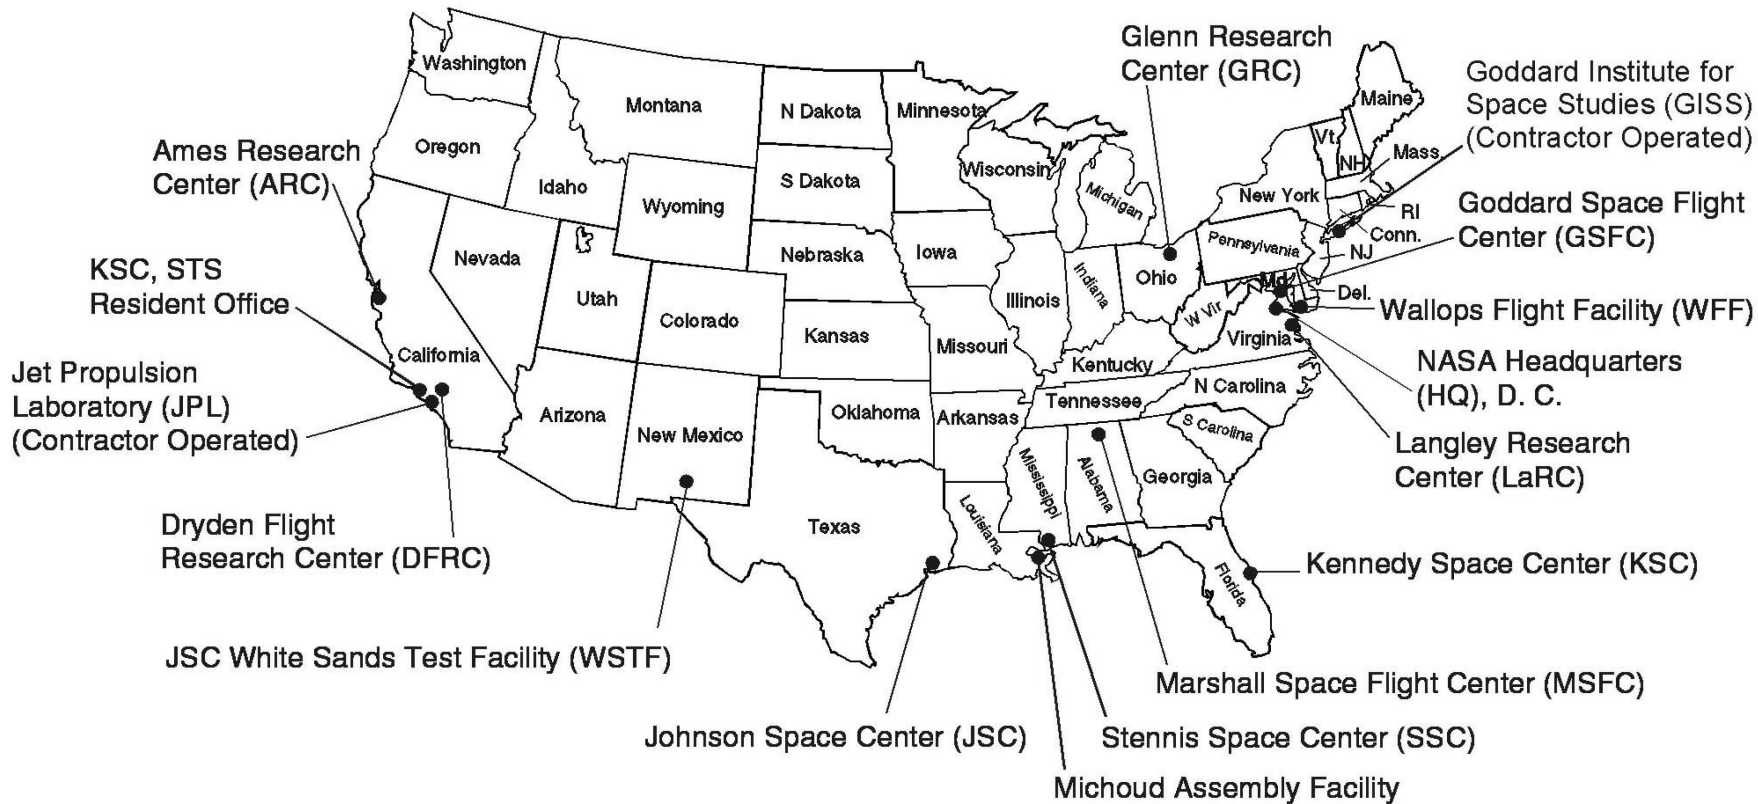 Glenn Research
Center (GRC)
Goddard Institute for
Space Studies (GISS)
(Contractor Operated)
Ames Research
Center (ARC)
Goddard Space Flight
Center (GSFC)
KSC, STS
Resident Office
Wallops Flight Facility (WFF)
Jet Propulsion
Laboratory (JPL)
(Contractor Operated)
NASA Headquarters
(HQ), D. C.
Langley Research
Center (LaRC)
Dryden Flight
Research Center (DFRC)
Kennedy Space Center (KSC)
JSC White Sands Test Facility (WSTF)
Marshall Space Flight Center (MSFC)
Johnson Space Center (JSC)
Stennis Space Center (SSC)
Michoud Assembly Facility
Washington
Montana
N Dakota
Minnesota
Maine
Oregon
Idaho
S Dakota
Wisconsin
Michigan
Vt
NH
Mass.
Wyoming
New York
RI
Conn.
Nevada
Nebraska
Iowa
Pennsylvania
NJ
Utah
Colorado
Illinois
Indiana
Ohio
Md.
Del.
W Vir
Virginia
California
Kansas
Missouri
Kentucky
Arizona
New Mexico
Oklahoma
Arkansas
Tennessee
N Carolina
S Carolina
Texas
Louisiana
Mississippi
Alabama
Georgia
Florida